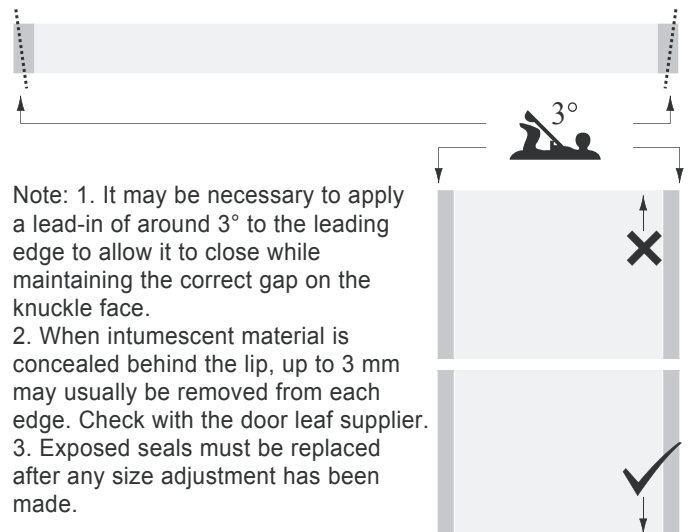 3°
Note: 1. It may be necessary to apply
a lead-in of around 3° to the leading
edge to allow it to close while
maintaining the correct gap on the
knuckle face.
2. When intumescent material is
concealed behind the lip, up to 3 mm
may usually be removed from each
edge. Check with the door leaf supplier.
3. Exposed seals must be replaced
after any size adjustment has been
made.